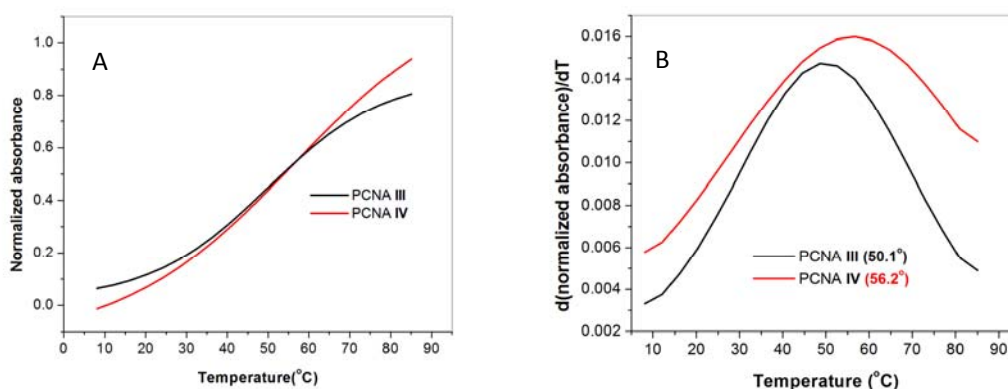 A
Normalized absorbance
1.0
0.8
0.6
0.4
0.2
0.0
PCNA III
PCNA IV
0 10 20 30 40 50 60 70 80 90
Temperature(°C)
B
d(normalized absorbance)/dT
0.016
0.014
0.012
0.010
0.008
0.006
0.004
0.002
PCNA III (50.1°)
PCNA IV (56.2°)
10 20 30 40 50 60 70 80 90
Temperature (°C)